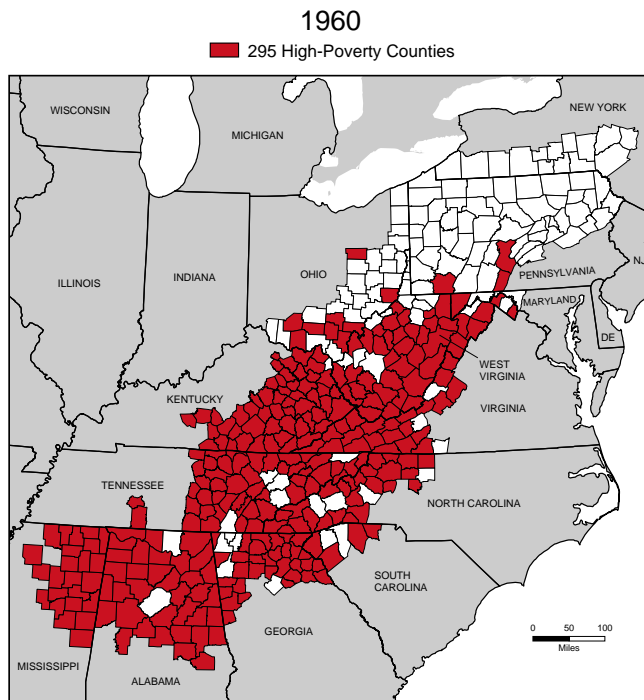 1960
295 High-Poverty Counties
WISCONSIN
NEW YORK
MICHIGAN
ILLINOIS
INDIANA
OHIO
PENNSYLVANIA
NJ
MARYLAND
DE
WEST
VIRGINIA
VIRGINIA
KENTUCKY
TENNESSEE
NORTH CAROLINA
SOUTH
CAROLINA
GEORGIA
MISSISSIPPI
ALABAMA
0 50 100
Miles